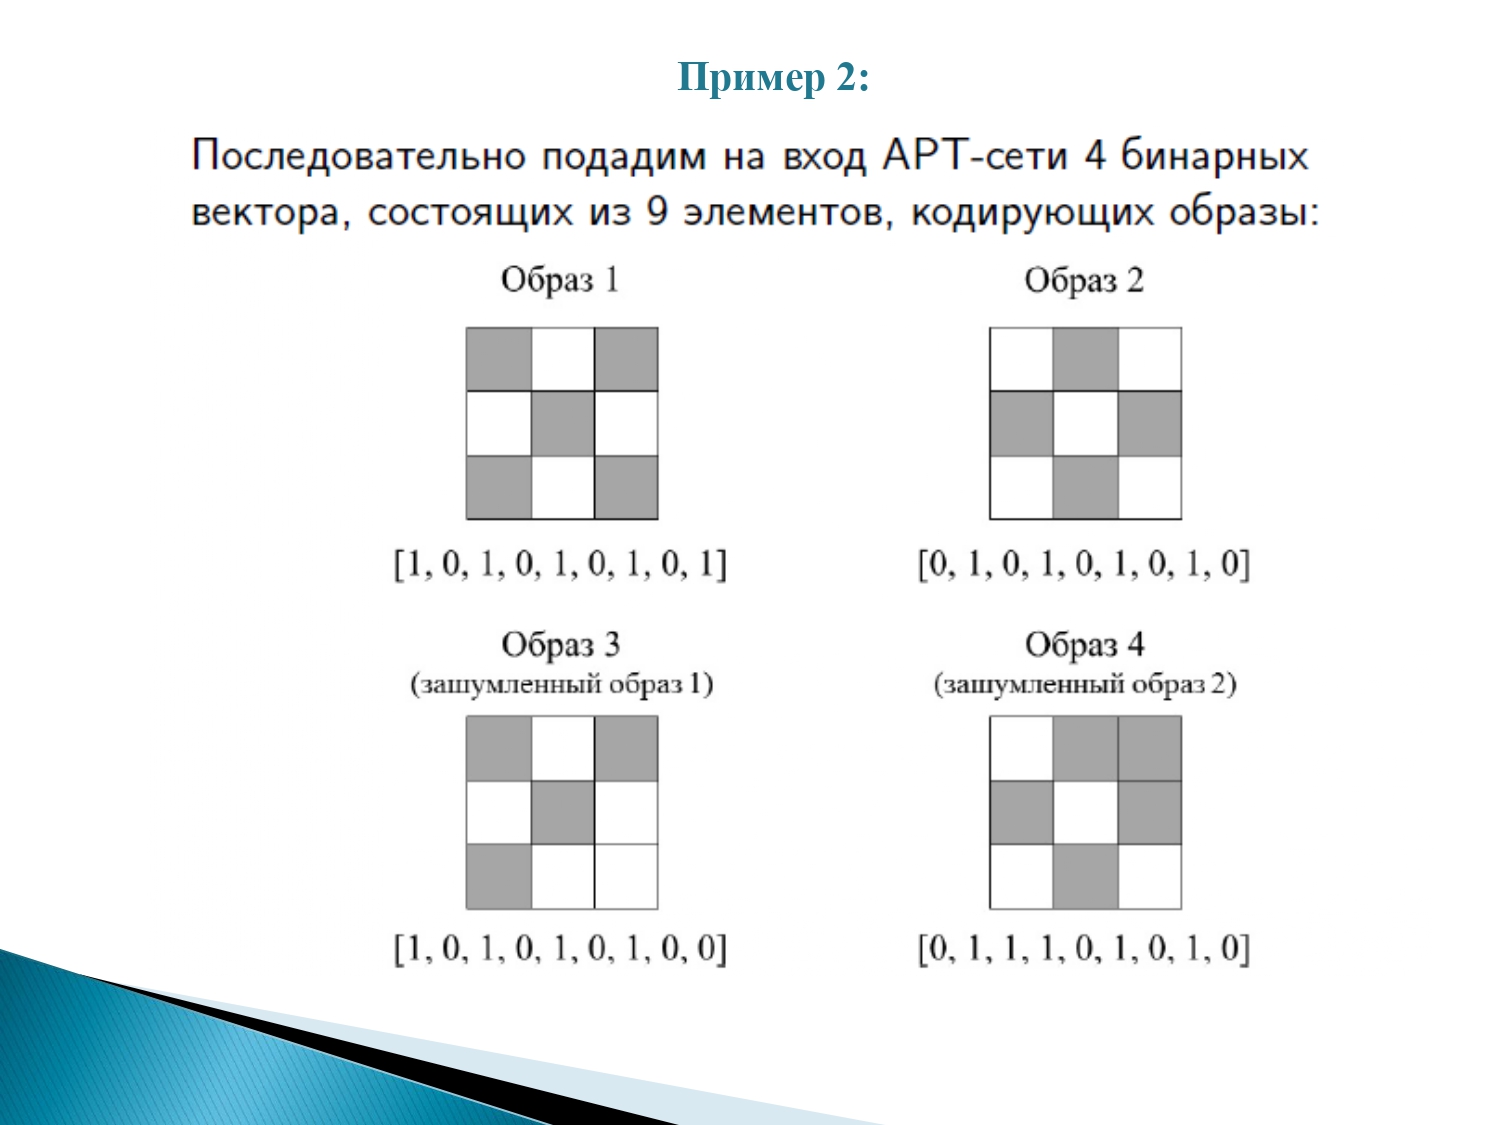 Пример 2:
Последовательно подадим на вход АРТ-сети 4 бинарных
вектора, состоящих из 9 элементов, кодирующих образы:
Образ 1
Образ 2
[1, 0, 1, 0, 1, 0, 1, 0, 1]
[0, 1, 0, 1, 0, 1, 0, 1, 0]
Образ 3
(зашумленный образ 1)
Образ 4
(зашумленный образ 2)
[1, 0, 1, 0, 1, 0, 1, 0, 0]
[0, 1, 1, 1, 0, 1, 0, 1, 0]